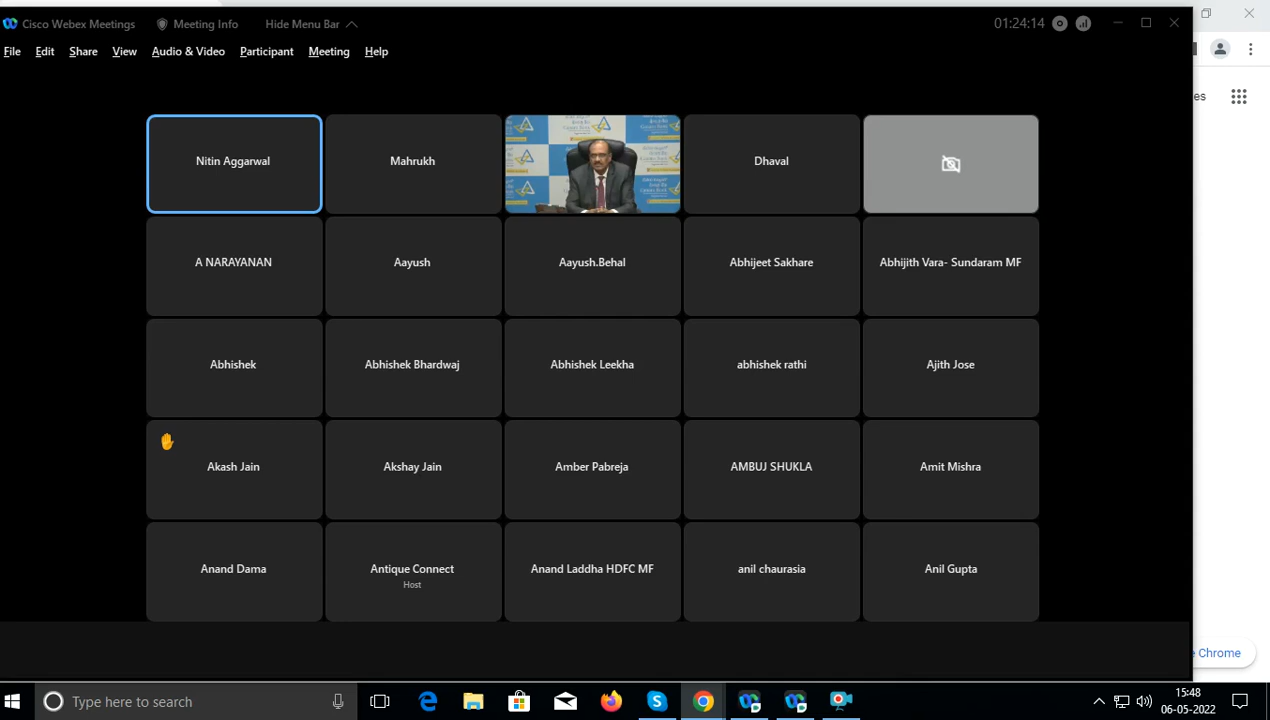 Cisco Webex Meetings Meeting Info Hide Menu Bar 01:24:14
File Edit Share View Audio & Video Participant Meeting Help
es
Nitin Aggarwal Mahrukh Dhaval
A NARAYANAN Aayush Aayush.Behal Abhijeet Sakhare Abhijith Vara- Sundaram MF
Abhishek Abhishek Bhardwaj Abhishek Leekha abhishek rathi Ajith Jose
Akash Jain Akshay Jain Amber Pabreja AMBUJ SHUKLA Amit Mishra
Anand Dama Antique Connect Anand Laddha HDFC MF anil chaurasia Anil Gupta
Host
e Chrome
Type here to search
15:48
06-05-2022